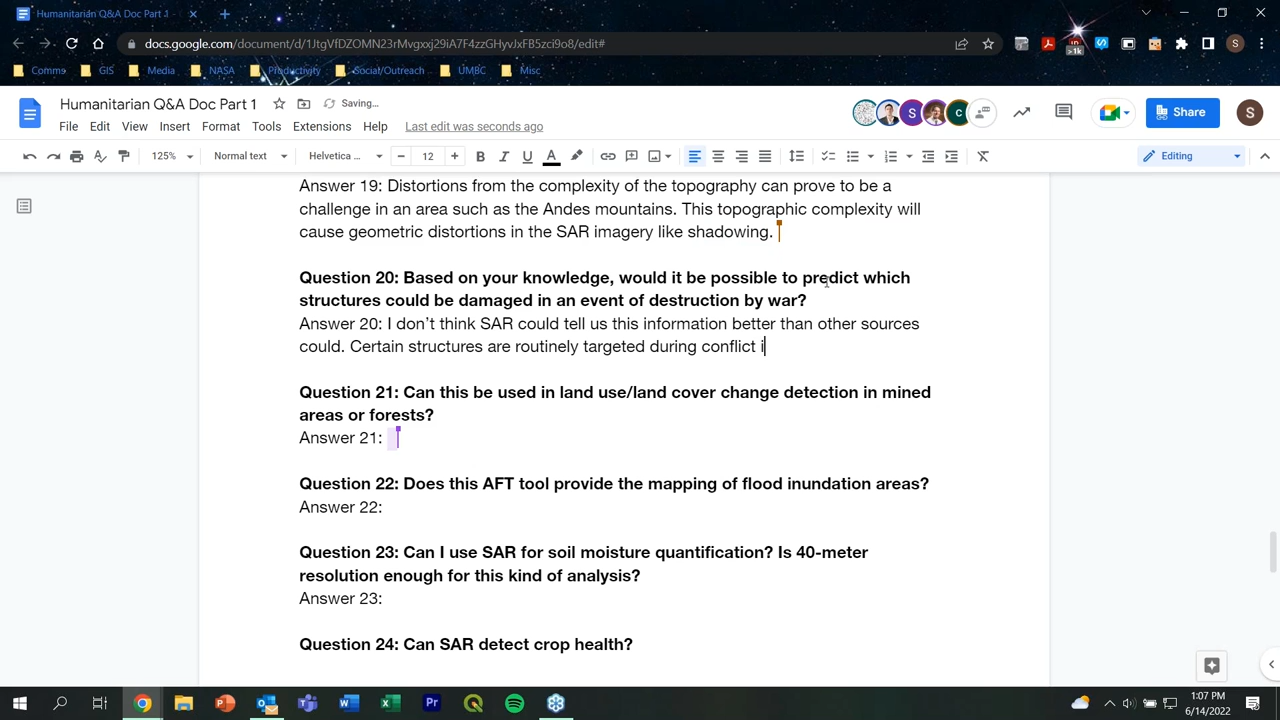 Humanitarian Q&A Doc Part 1
docs.google.com/document/d/1JtgVfDZOMN23rMvgxxj29iA7F4zzGHyvJxFB5zci9o8/edit#
>1k
S
Comms GIS Media NASA Productivity Social/Outreach UMBC Misc
Humanitarian Q&A Doc Part 1 Saving…
File Edit View Insert Format Tools Extensions Help Last edit was seconds ago
S C Share S
125% Normal text Helvetica ... 12 B I U A Editing
Answer 19: Distortions from the complexity of the topography can prove to be a
challenge in an area such as the Andes mountains. This topographic complexity will
cause geometric distortions in the SAR imagery like shadowing.
Question 20: Based on your knowledge, would it be possible to predict which
structures could be damaged in an event of destruction by war?
Answer 20: I don’t think SAR could tell us this information better than other sources
could. Certain structures are routinely targeted during conflict i
Question 21: Can this be used in land use/land cover change detection in mined
areas or forests?
Answer 21:
Question 22: Does this AFT tool provide the mapping of flood inundation areas?
Answer 22:
Question 23: Can I use SAR for soil moisture quantification? Is 40-meter
resolution enough for this kind of analysis?
Answer 23:
Question 24: Can SAR detect crop health?
1:07 PM
6/14/2022